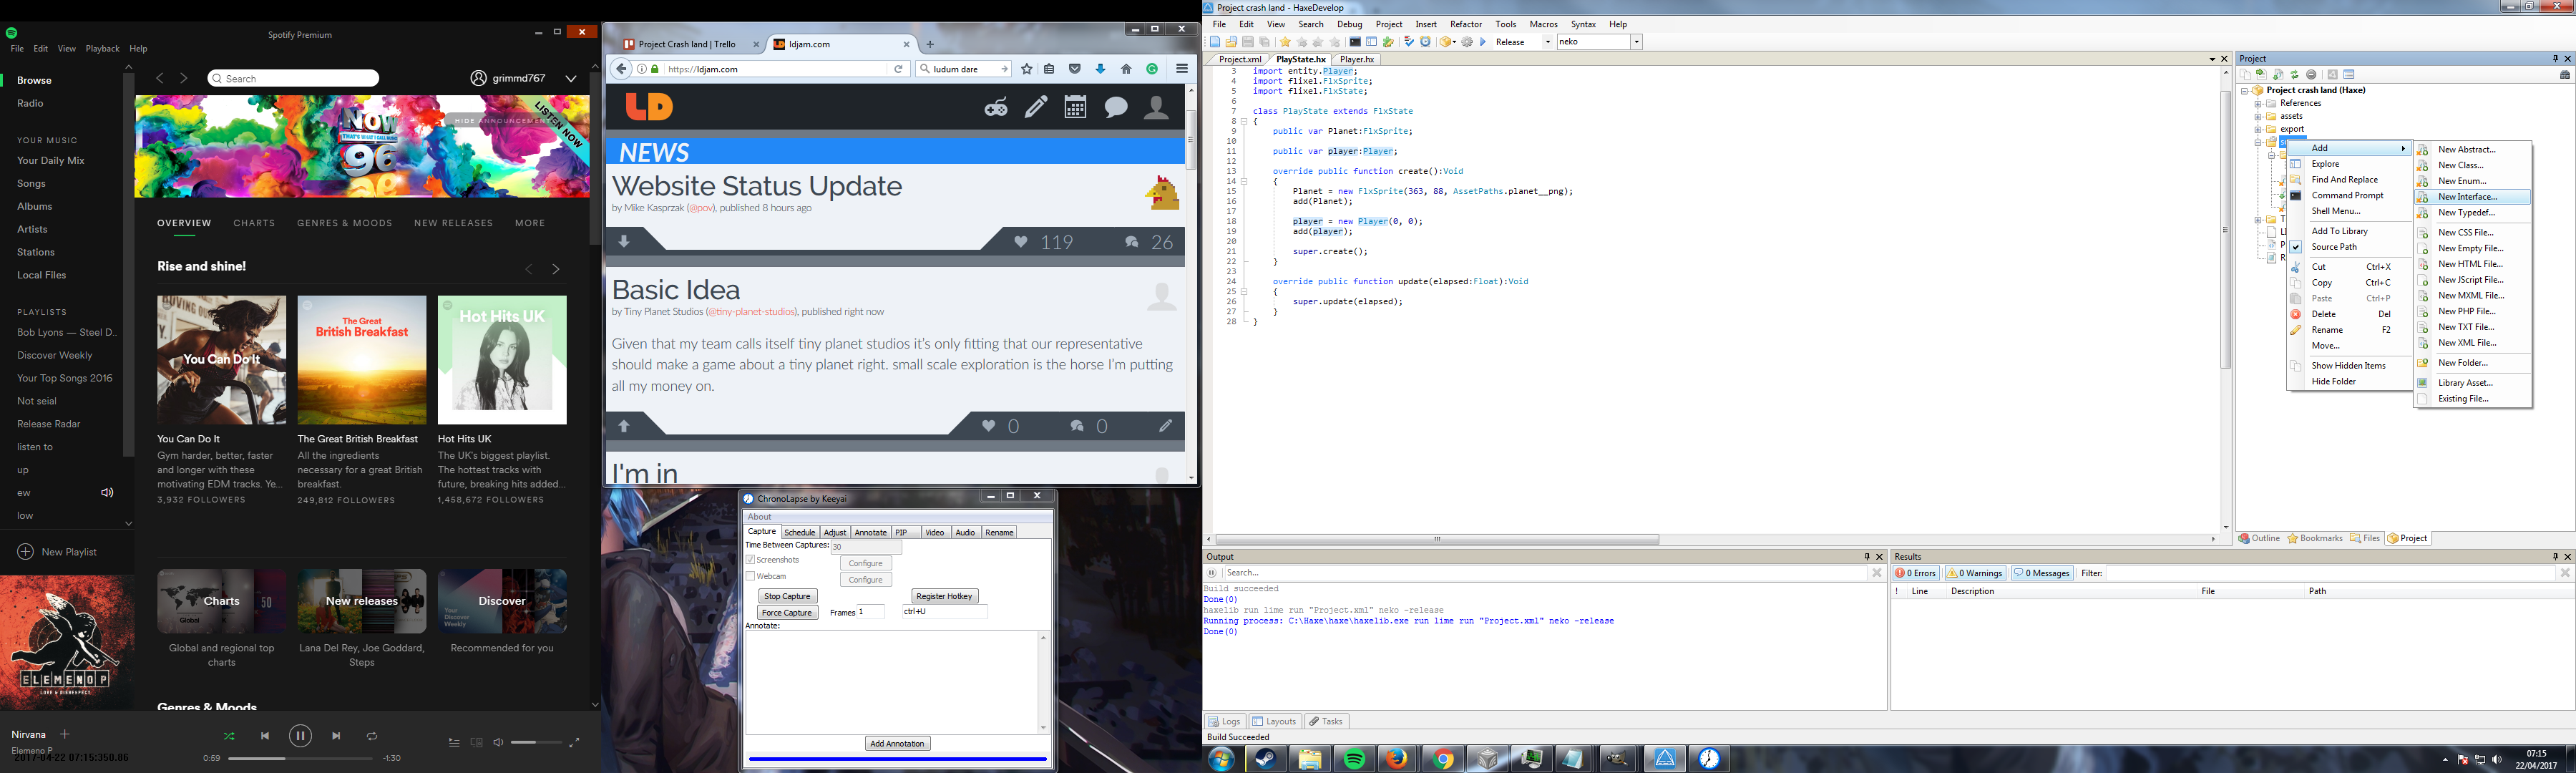 Spotify Premium
File Edit View Playback Help
Browse
Radio
YOUR MUSIC
Your Daily Mix
Songs
Albums
Artists
Stations
Local Files
PLAYLISTS
Bob Lyons — Steel D..
Discover Weekly
Your Top Songs 2016
Not seial
Release Radar
listen to
up
ew
low
New Playlist
ELEMENOP
LOVE & DISRESPECT
Search
grimmd767
HIDE ANNOUNCEMENTS
LISTEN NOW
NOW
THAT'S WHAT I CALL MUSIC
96
OVERVIEW CHARTS GENRES & MOODS NEW RELEASES MORE
Rise and shine!
You Can Do It
The Great
British Breakfast
Hot Hits UK
You Can Do It
Gym harder, better, faster
and longer with these
motivating EDM tracks. Ye...
3,932 FOLLOWERS
The Great British Breakfast
All the ingredients
necessary for a great British
breakfast.
249,812 FOLLOWERS
Hot Hits UK
The UK's biggest playlist.
The hottest tracks with
future, breaking hits added...
1,458,672 FOLLOWERS
Charts
New releases
Discover
Global and regional top
charts
Lana Del Rey, Joe Goddard,
Steps
Recommended for you
Genres & Moods
Nirvana
Elemeno P
2017-04-22 07:15:350.86
0:59
-1:30
Project Crash land | Trello
ldjam.com
https://ldjam.com
ludum dare
LD
NEWS
Website Status Update
by Mike Kasprzak (@pov), published 8 hours ago
119 26
Basic Idea
by Tiny Planet Studios (@tiny-planet-studios), published right now
Given that my team calls itself tiny planet studios it's only fitting that our representative
should make a game about a tiny planet right. small scale exploration is the horse I'm putting
all my money on.
0 0
I'm in
ChronoLapse by Keeyai
About
Capture Schedule Adjust Annotate PIP Video Audio Rename
Time Between Captures: 30
Screenshots Configure
Webcam Configure
Stop Capture Register Hotkey
Force Capture Frames 1 ctrl+U
Annotate:
Add Annotation
Project crash land - HaxeDevelop
File Edit View Search Debug Project Insert Refactor Tools Macros Syntax Help
Release neko
Project.xml PlayState.hx Player.hx
3 import entity.Player;
4 import flixel.FlxSprite;
5 import flixel.FlxState;
6
7 class PlayState extends FlxState
8 {
9 public var Planet:FlxSprite;
10
11 public var player:Player;
12
13 override public function create():Void
14 {
15 Planet = new FlxSprite(363, 88, AssetPaths.planet__png);
16 add(Planet);
17
18 player = new Player(0, 0);
19 add(player);
20
21 super.create();
22 }
23
24 override public function update(elapsed:Float):Void
25 {
26 super.update(elapsed);
27 }
28 }
Project
Project crash land (Haxe)
References
assets
export
Add
Explore
Find And Replace
Command Prompt
Shell Menu...
Add To Library
Source Path
Cut Ctrl+X
Copy Ctrl+C
Paste Ctrl+P
Delete Del
Rename F2
Move...
Show Hidden Items
Hide Folder
New Abstract...
New Class...
New Enum...
New Interface...
New Typedef...
New CSS File...
New Empty File...
New HTML File...
New JScript File...
New MXML File...
New PHP File...
New TXT File...
New XML File...
New Folder...
Library Asset...
Existing File...
Outline Bookmarks Files Project
Output
Search...
Build succeeded
Done(0)
haxelib run lime run "Project.xml" neko -release
Running process: C:\Haxe\haxe\haxelib.exe run lime run "Project.xml" neko -release
Done(0)
Results
0 Errors 0 Warnings 0 Messages Filter:
! Line Description File Path
Logs Layouts Tasks
Build Succeeded
07:15
22/04/2017